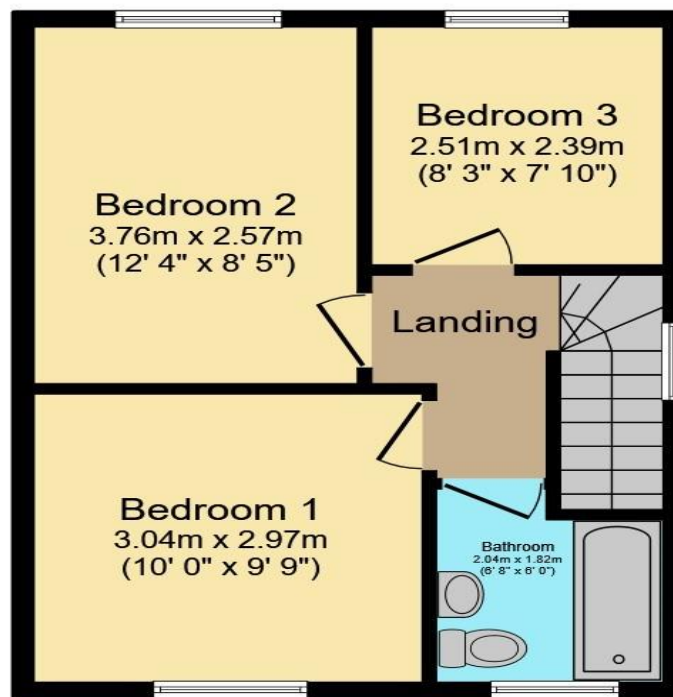 Bedroom 3
2.51m x 2.39m
(8' 3" x 7' 10")
Bedroom 2
3.76m x 2.57m
(12' 4" x 8' 5")
Landing
Bedroom 1
3.04m x 2.97m
(10' 0" x 9' 9")
Bathroom
2.04m x 1.82m
(6' 8" x 6' 0")